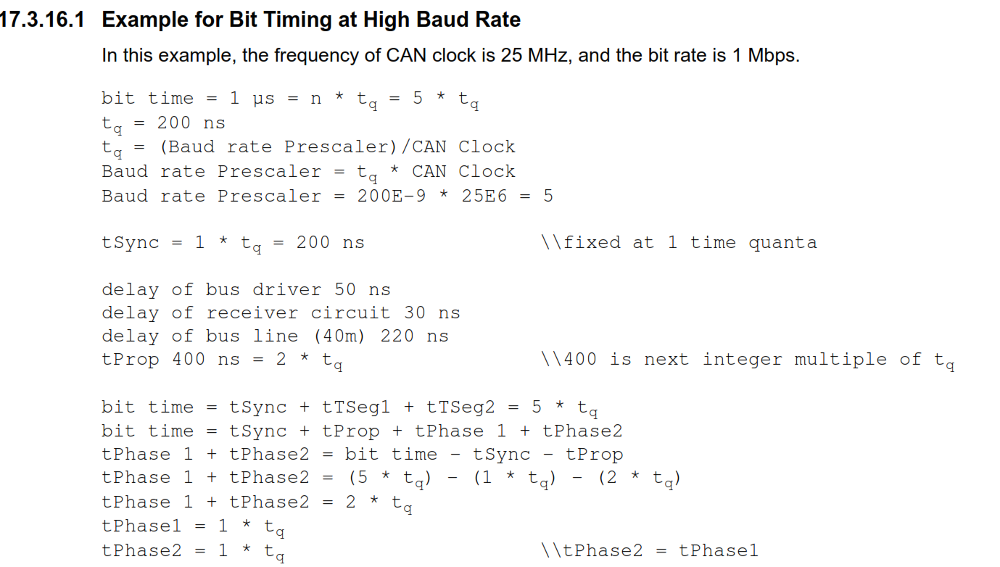 17.3.16.1 Example for Bit Timing at High Baud Rate
In this example, the frequency of CAN clock is 25 MHz, and the bit rate is 1 Mbps.
bit time = 1 µs = n * tq = 5 * tq
tq = 200 ns
tq = (Baud rate Prescaler)/CAN Clock
Baud rate Prescaler = tq * CAN Clock
Baud rate Prescaler = 200E-9 * 25E6 = 5
tSync = 1 * tq = 200 ns \\fixed at 1 time quanta
delay of bus driver 50 ns
delay of receiver circuit 30 ns
delay of bus line (40m) 220 ns
tProp 400 ns = 2 * tq \\400 is next integer multiple of tq
bit time = tSync + tTSeg1 + tTSeg2 = 5 * tq
bit time = tSync + tProp + tPhase 1 + tPhase2
tPhase 1 + tPhase2 = bit time - tSync - tProp
tPhase 1 + tPhase2 = (5 * tq) - (1 * tq) - (2 * tq)
tPhase 1 + tPhase2 = 2 * tq
tPhase1 = 1 * tq
tPhase2 = 1 * tq \\tPhase2 = tPhase1